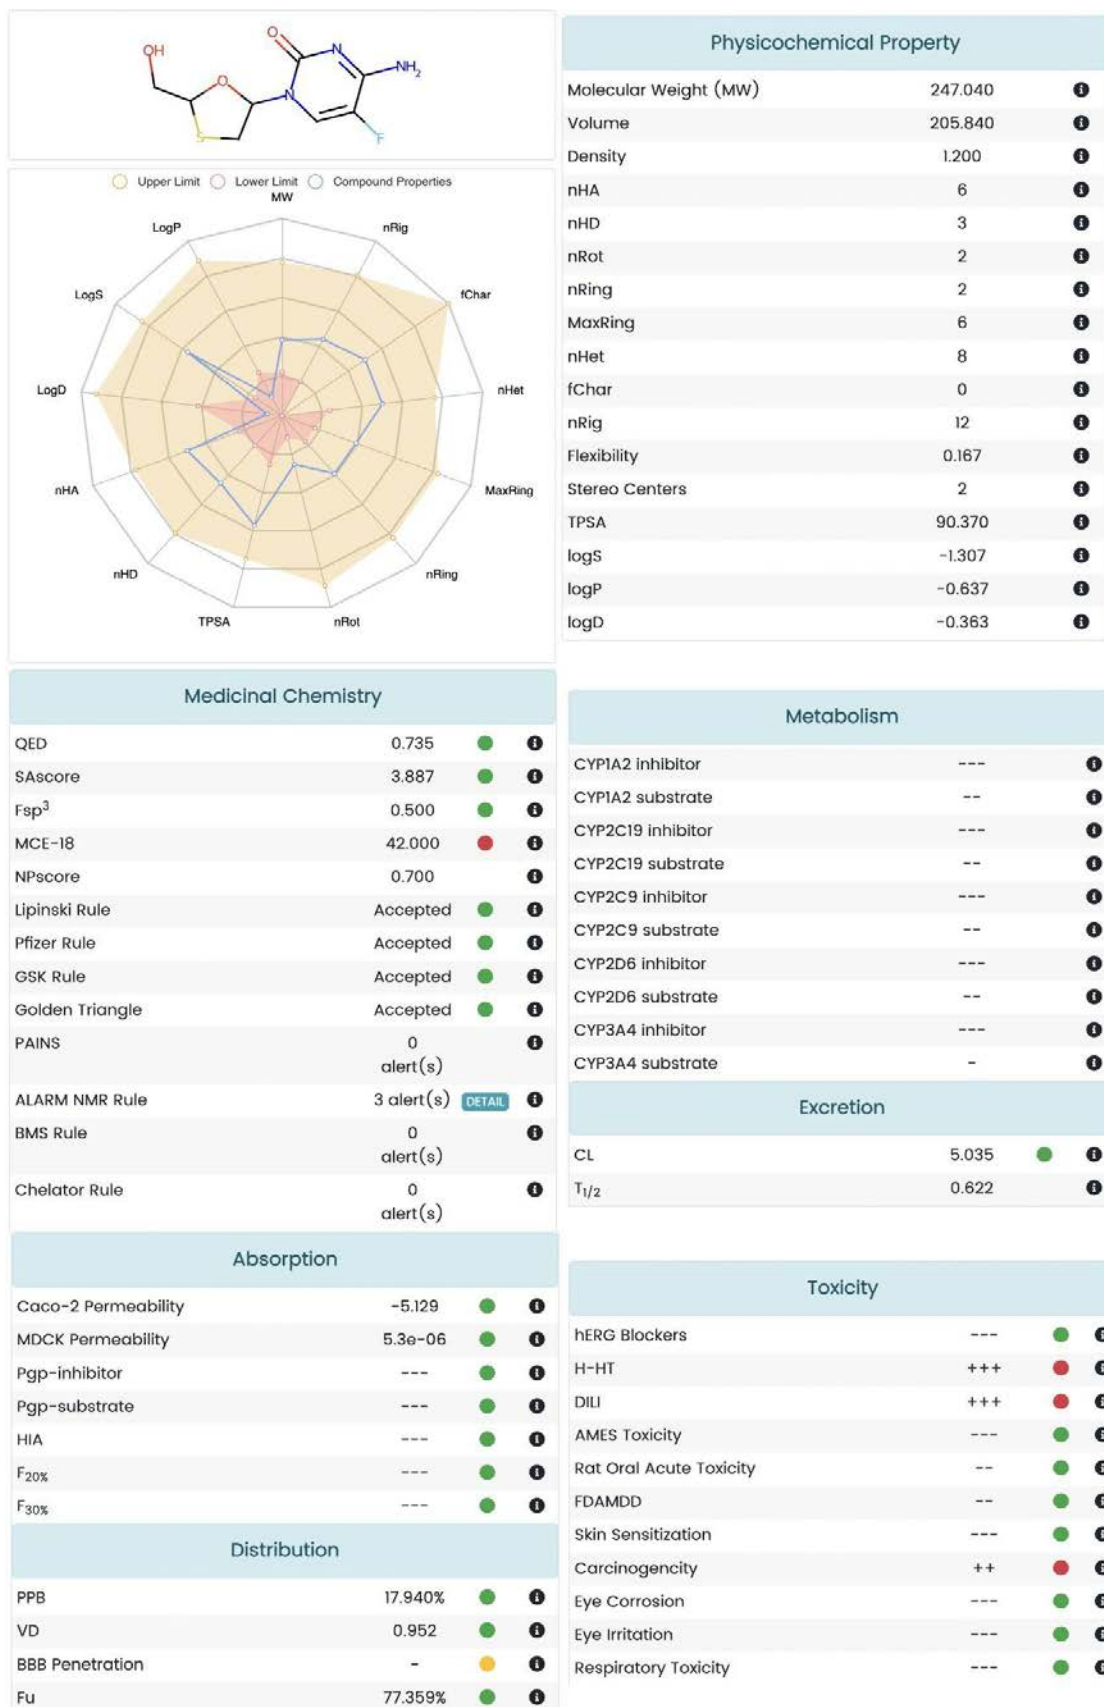 OH
O
O
N
NH2
N
S
F
Upper Limit Lower Limit Compound Properties
MW
LogP
nRig
LogS
fChar
LogD
nHet
nHA
MaxRing
nHD
nRing
TPSA
nRot
Physicochemical Property
Molecular Weight (MW) 247.040
Volume 205.840
Density 1.200
nHA 6
nHD 3
nRot 2
nRing 2
MaxRing 6
nHet 8
fChar 0
nRig 12
Flexibility 0.167
Stereo Centers 2
TPSA 90.370
logS -1.307
logP -0.637
logD -0.363
Medicinal Chemistry
QED 0.735
SAscore 3.887
Fsp3 0.500
MCE-18 42.000
NPscore 0.700
Lipinski Rule Accepted
Pfizer Rule Accepted
GSK Rule Accepted
Golden Triangle Accepted
PAINS 0
alert(s)
ALARM NMR Rule 3 alert(s) DETAIL
BMS Rule 0
alert(s)
Chelator Rule 0
alert(s)
Absorption
Caco-2 Permeability -5.129
MDCK Permeability 5.3e-06
Pgp-inhibitor ---
Pgp-substrate ---
HIA ---
F20% ---
F30% ---
Distribution
PPB 17.940%
VD 0.952
BBB Penetration -
Fu 77.359%
Metabolism
CYP1A2 inhibitor ---
CYP1A2 substrate --
CYP2C19 inhibitor ---
CYP2C19 substrate --
CYP2C9 inhibitor ---
CYP2C9 substrate --
CYP2D6 inhibitor ---
CYP2D6 substrate --
CYP3A4 inhibitor ---
CYP3A4 substrate -
Excretion
CL 5.035
T1/2 0.622
Toxicity
hERG Blockers ---
H-HT +++
DILI +++
AMES Toxicity ---
Rat Oral Acute Toxicity --
FDAMDD --
Skin Sensitization ---
Carcinogencity ++
Eye Corrosion ---
Eye Irritation ---
Respiratory Toxicity ---